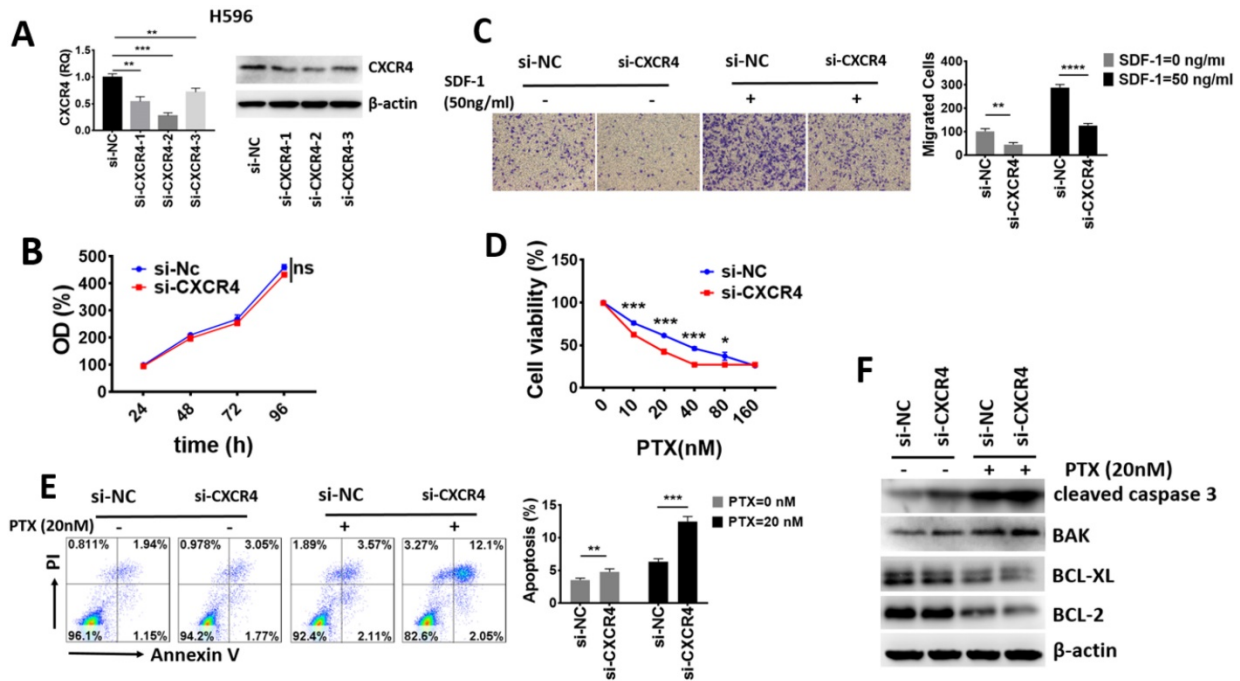 H596
A
CXCR4 (RQ)
1.5
1.0
0.5
0.0
**
***
**
si-NC
si-CXCR4-1
Si-CXCR4-2
Si-CXCR4-3
CXCR4
β-actin
si-NC
si-CXCR4-1
si-CXCR4-2
si-CXCR4-3
C
si-NC si-CXCR4 si-NC si-CXCR4
SDF-1
(50ng/ml) - - + +
Migrated Cells
400
300
200
100
0
**
****
SDF-1=0 ng/ml
SDF-1=50 ng/ml
si-NC
si-CXCR4
si-NC
si-CXCR4
B
OD (%)
500
400
300
200
100
0
si-Nc
si-CXCR4
ns
24 48 72 96
time (h)
D
Cell viability (%)
150
100
50
0
si-NC
si-CXCR4
*** *** *** *
0 10 20 40 80 160
PTX(nM)
E
si-NC si-CXCR4 si-NC si-CXCR4
PTX (20nM) - - + +
0.811% 1.94% 0.978% 3.05% 1.89% 3.57% 3.27% 12.1%
PI
96.1% 1.15% 94.2% 1.77% 92.4% 2.11% 82.6% 2.05%
Annexin V
Apoptosis (%)
15
10
5
0
**
***
PTX=0 nM
PTX=20 nM
si-NC
si-CXCR4
si-NC
si-CXCR4
F
si-NC
si-CXCR4
si-NC
si-CXCR4
- - + + PTX (20nM)
cleaved caspase 3
BAK
BCL-XL
BCL-2
β-actin